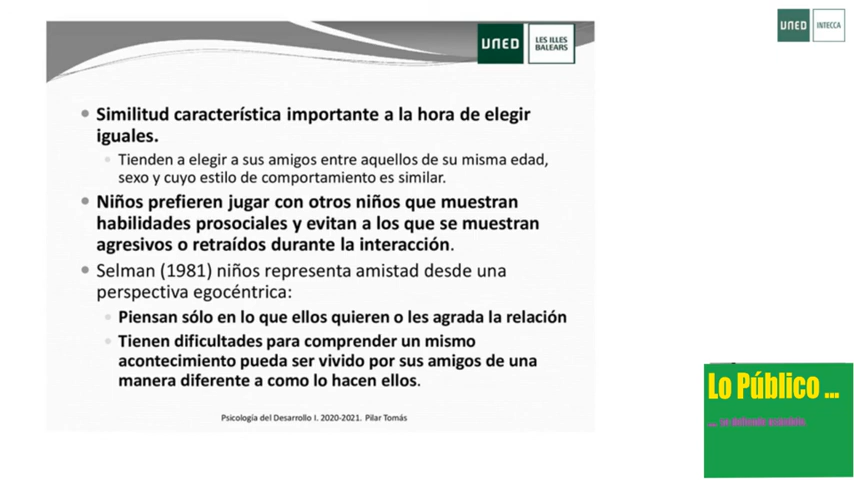 UNED
LES ILLES
BALEARS
UNED
INTECCA
Similitud característica importante a la hora de elegir
iguales.
Tienden a elegir a sus amigos entre aquellos de su misma edad,
sexo y cuyo estilo de comportamiento es similar.
Niños prefieren jugar con otros niños que muestran
habilidades prosociales y evitan a los que se muestran
agresivos o retraídos durante la interacción.
Selman (1981) niños representa amistad desde una
perspectiva egocéntrica:
Piensan sólo en lo que ellos quieren o les agrada la relación
Tienen dificultades para comprender un mismo
acontecimiento pueda ser vivido por sus amigos de una
manera diferente a como lo hacen ellos.
Psicología del Desarrollo I. 2020-2021. Pilar Tomás
Lo Público ...